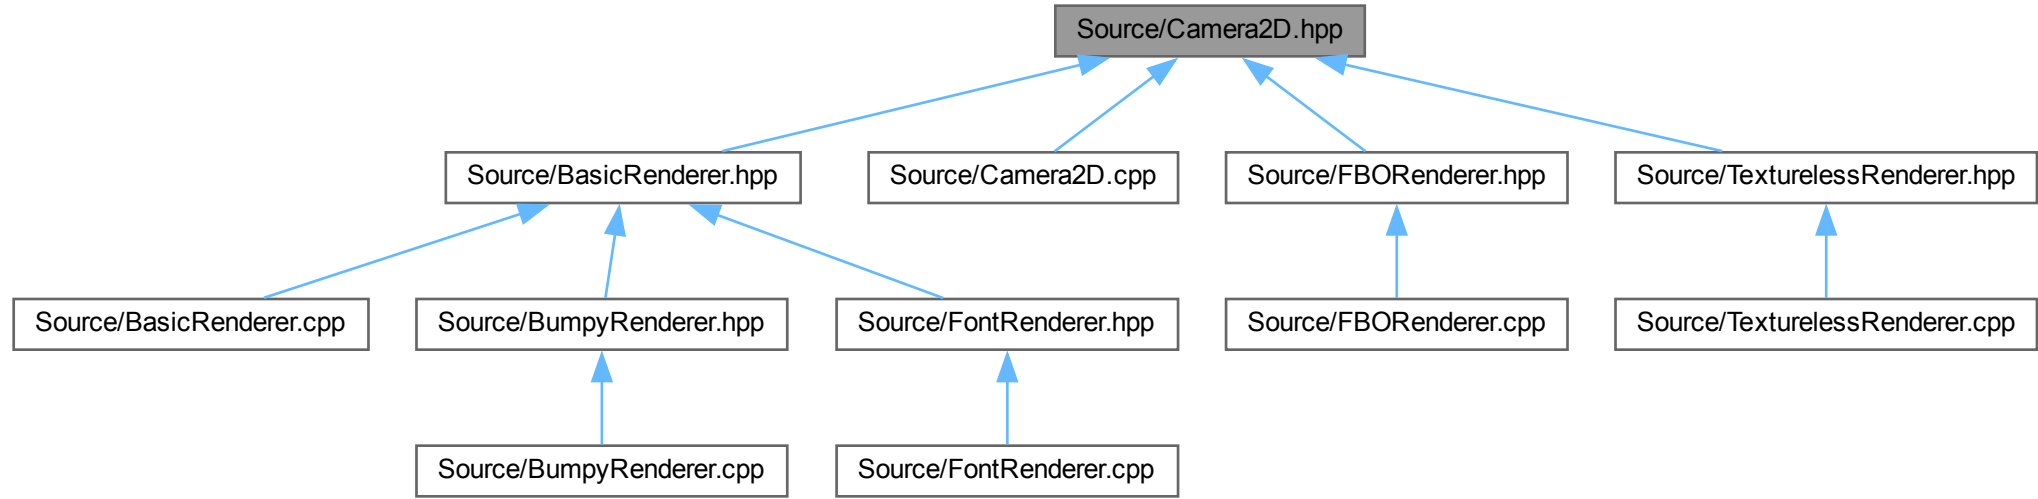 Source/Camera2D.hpp
Source/BasicRenderer.hpp
Source/Camera2D.cpp
Source/FBORenderer.hpp
Source/TexturelessRenderer.hpp
Source/BasicRenderer.cpp
Source/BumpyRenderer.hpp
Source/FontRenderer.hpp
Source/FBORenderer.cpp
Source/TexturelessRenderer.cpp
Source/BumpyRenderer.cpp
Source/FontRenderer.cpp